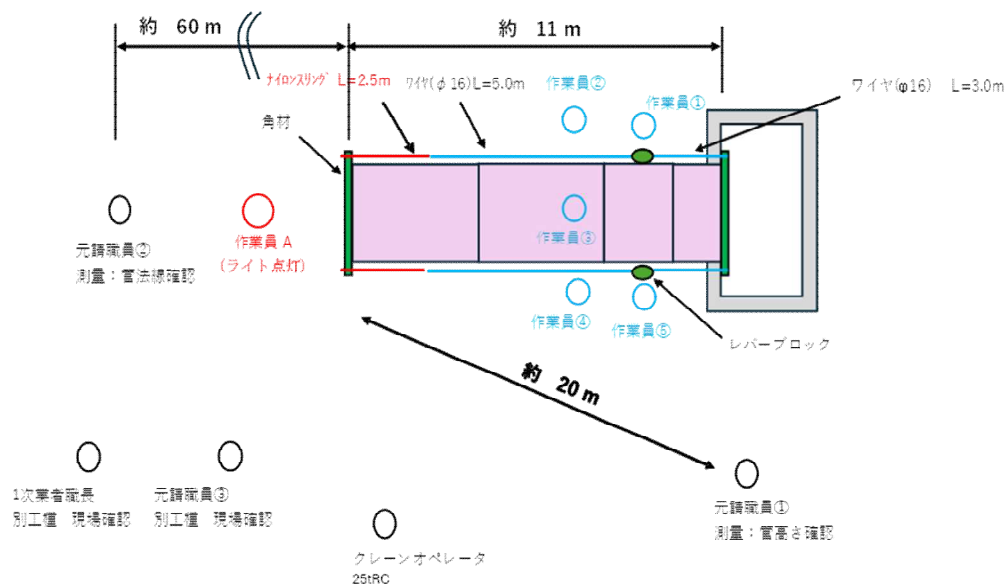 約 60ｍ
約 11ｍ
ﾅｲﾛﾝｽﾘﾝｸﾞ L=2.5m
ﾜｲﾔ(φ16)L=5.0m
作業員②
作業員①
ワイヤ(φ16) L=3.0m
角材
元請職員②
測量：管法線確認
作業員A
(ライト点灯)
作業員③
作業員④
作業員⑤
レバーブロック
約 20ｍ
1次業者職長
別工種 現場確認
元請職員③
別工種 現場確認
クレーンオペレータ
25tRC
元請職員①
測量：管高さ確認